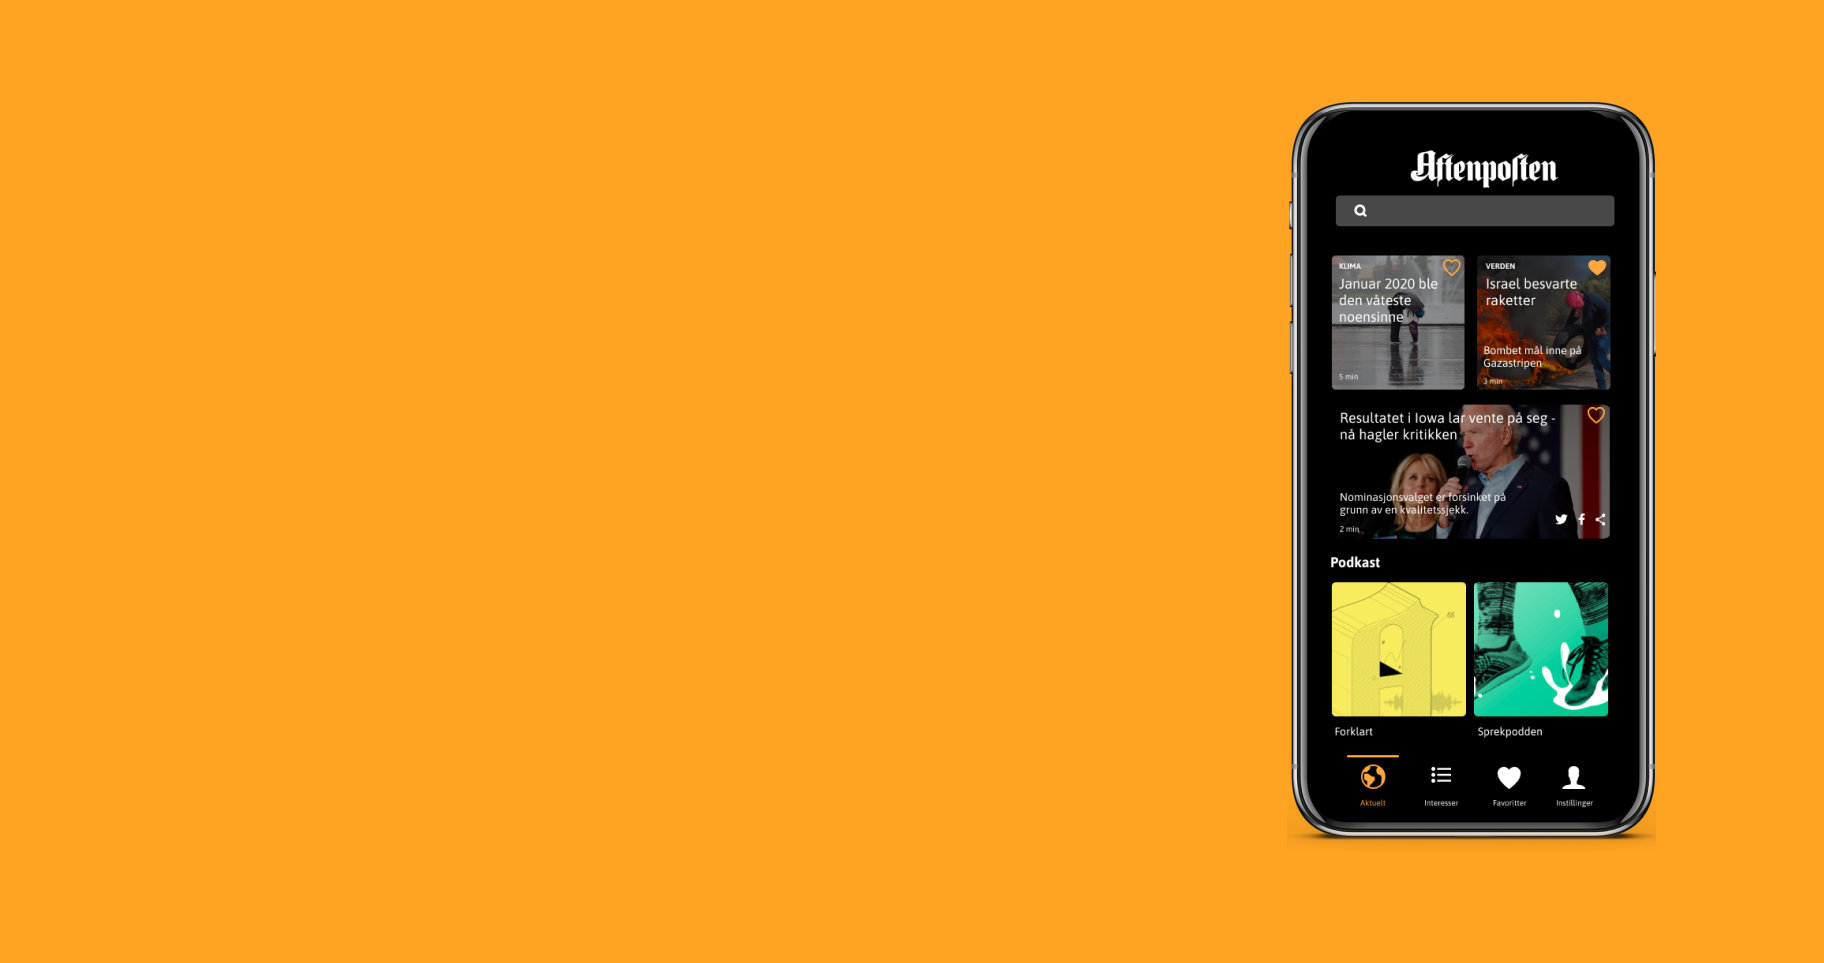 Aftenposten
KLIMA
Januar 2020 ble
den våteste
noensinne
5 min
VERDEN
Israel besvarte
raketter
Bombet mål inne på
Gazastripen
3 min
Resultatet i Iowa lar vente på seg -
nå hagler kritikken
Nominasjonsvalget er forsinket på
grunn av en kvalitetssjekk.
2 min
Podkast
Forklart
Sprekpodden
Aktuelt
Interesser
Favoritter
Instillinger